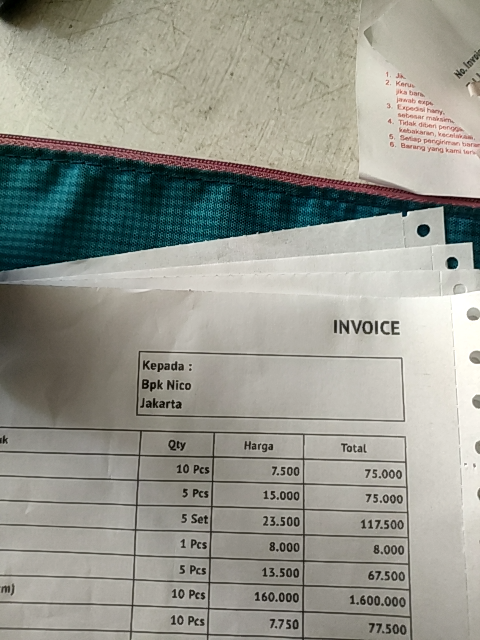 No. Invoi
1. Jik
2. Kerus
jika bara
jawab expe
3. Expedisi hany
sebesar maksim
4. Tidak diberi pengga
kebakaran, kecelakaa
5. Setiap pengiriman baran
6. Barang yang kami teri
INVOICE
Kepada :
Bpk Nico
Jakarta
uk Qty Harga Total
10 Pcs 7.500 75.000
5 Pcs 15.000 75.000
5 Set 23.500 117.500
1 Pcs 8.000 8.000
5 Pcs 13.500 67.500
m) 10 Pcs 160.000 1.600.000
10 Pcs 7.750 77.500